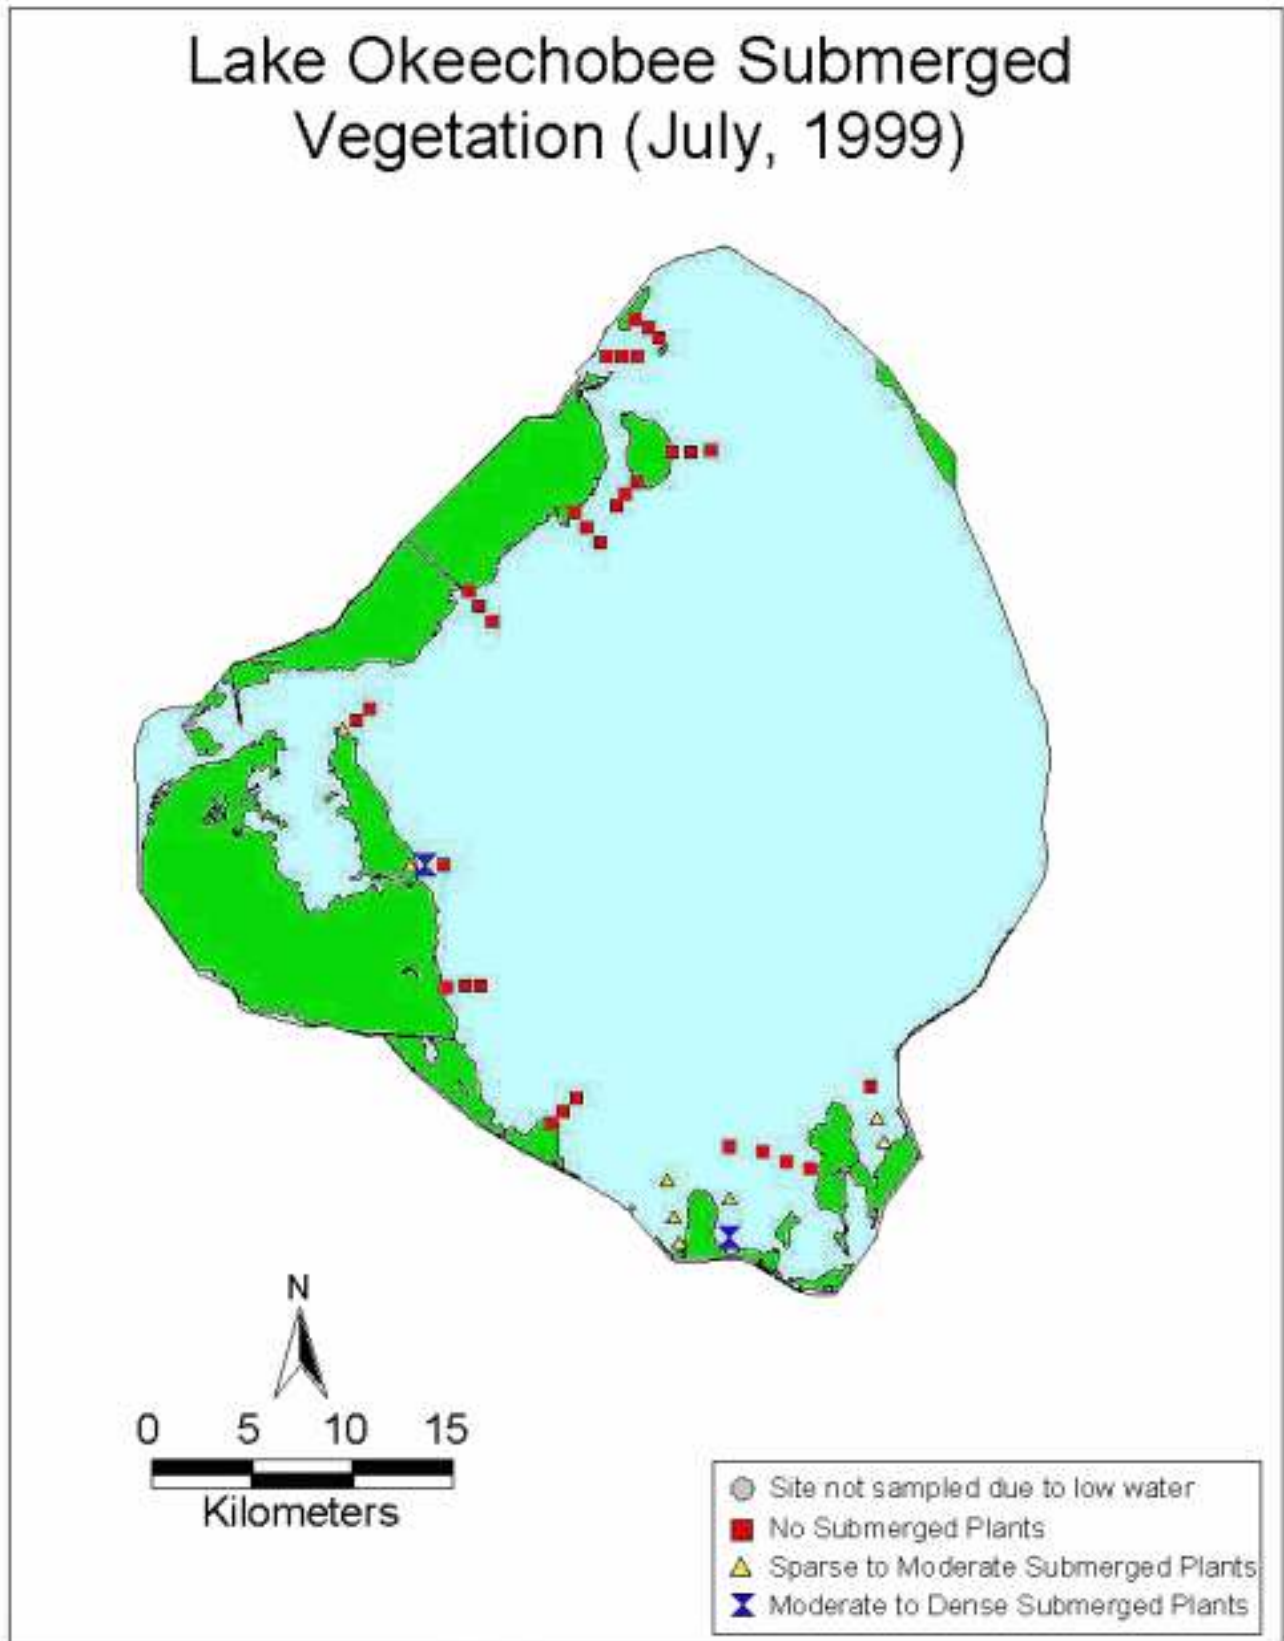 Lake Okeechobee Submerged
Vegetation (July, 1999)
N
0 5 10 15
Kilometers
Site not sampled due to low water
No Submerged Plants
Sparse to Moderate Submerged Plants
Moderate to Dense Submerged Plants